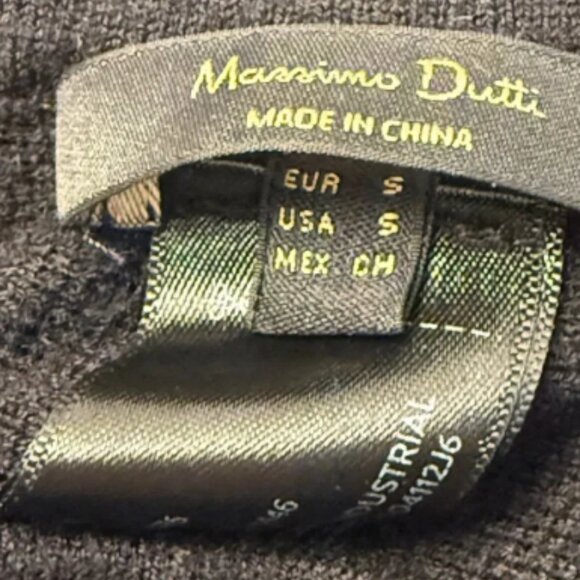 Massimo Dutti
MADE IN CHINA
EUR S
USA S
MEX CH